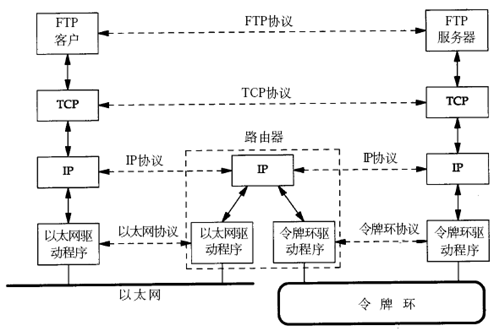 FTP
客户
FTP协议
FTP
服务器
TCP
TCP协议
TCP
路由器
IP
IP协议
IP
IP协议
IP
以太网驱
动程序
以太网协议
以太网驱
动程序
令牌环驱
动程序
令牌环协议
令牌环驱
动程序
以太网
令牌环